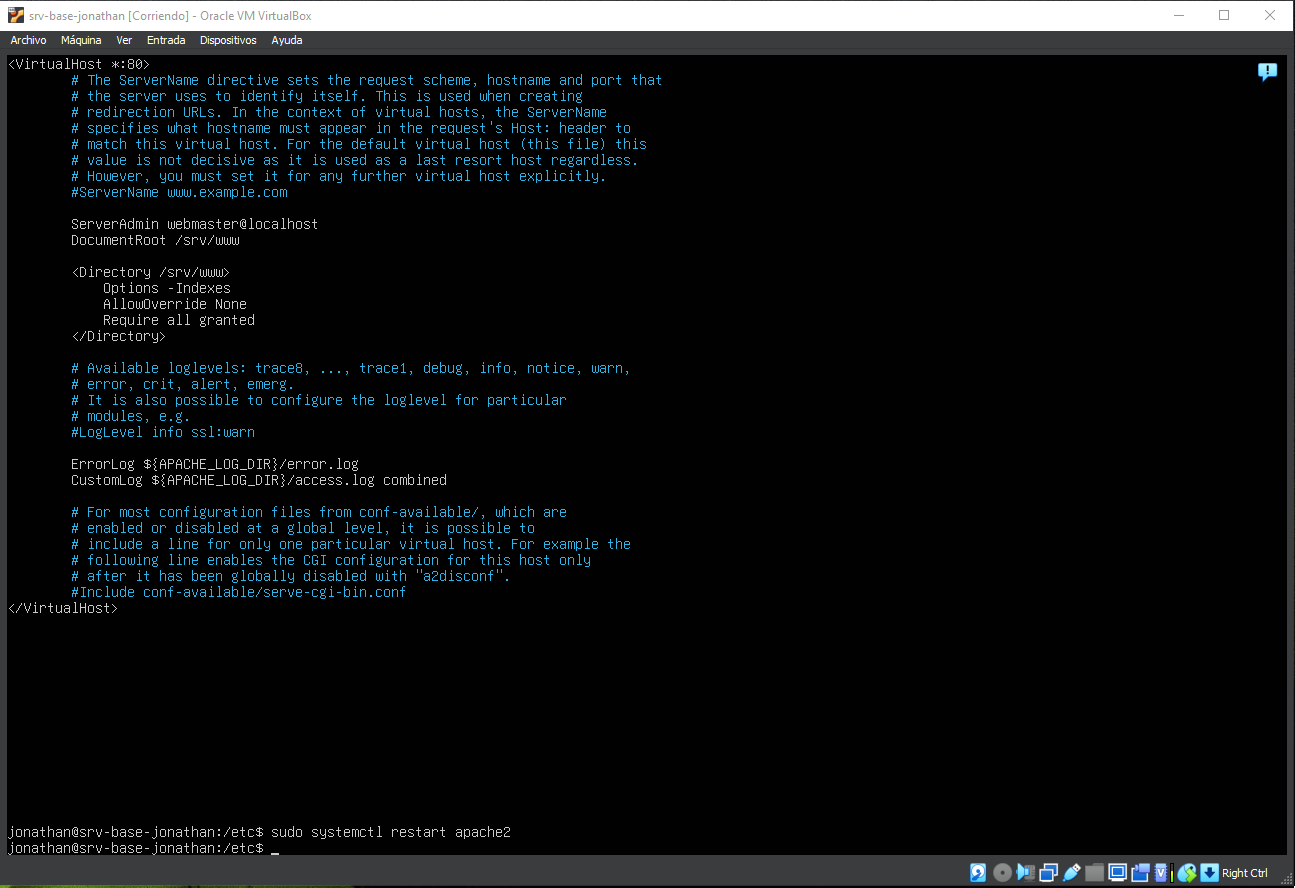 srv-base-jonathan [Corriendo] - Oracle VM VirtualBox
Archivo Máquina Ver Entrada Dispositivos Ayuda
<VirtualHost *:80>
        # The ServerName directive sets the request scheme, hostname and port that
        # the server uses to identify itself. This is used when creating
        # redirection URLs. In the context of virtual hosts, the ServerName
        # specifies what hostname must appear in the request's Host: header to
        # match this virtual host. For the default virtual host (this file) this
        # value is not decisive as it is used as a last resort host regardless.
        # However, you must set it for any further virtual host explicitly.
        #ServerName www.example.com

        ServerAdmin webmaster@localhost
        DocumentRoot /srv/www

        <Directory /srv/www>
            Options -Indexes
            AllowOverride None
            Require all granted
        </Directory>

        # Available loglevels: trace8, ..., trace1, debug, info, notice, warn,
        # error, crit, alert, emerg.
        # It is also possible to configure the loglevel for particular
        # modules, e.g.
        #LogLevel info ssl:warn

        ErrorLog ${APACHE_LOG_DIR}/error.log
        CustomLog ${APACHE_LOG_DIR}/access.log combined

        # For most configuration files from conf-available/, which are
        # enabled or disabled at a global level, it is possible to
        # include a line for only one particular virtual host. For example the
        # following line enables the CGI configuration for this host only
        # after it has been globally disabled with "a2disconf".
        #Include conf-available/serve-cgi-bin.conf
</VirtualHost>
jonathan@srv-base-jonathan:/etc$ sudo systemctl restart apache2
jonathan@srv-base-jonathan:/etc$ _
Right Ctrl